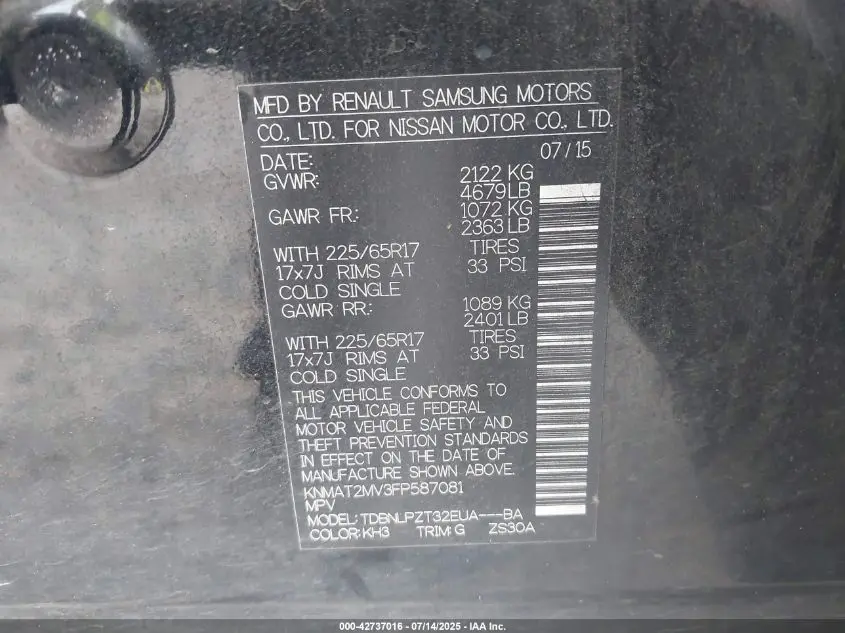 MFD BY RENAULT SAMSUNG MOTORS
CO., LTD. FOR NISSAN MOTOR CO., LTD.
DATE: 07/15
GVWR: 2122 KG
4679 LB
GAWR FR.: 1072 KG
2363 LB
WITH 225/65R17 TIRES
17x7J RIMS AT 33 PSI
COLD SINGLE
GAWR RR.: 1089 KG
2401 LB
WITH 225/65R17 TIRES
17x7J RIMS AT 33 PSI
COLD SINGLE
THIS VEHICLE CONFORMS TO
ALL APPLICABLE FEDERAL
MOTOR VEHICLE SAFETY AND
THEFT PREVENTION STANDARDS
IN EFFECT ON THE DATE OF
MANUFACTURE SHOWN ABOVE.
KNMAT2MV3FP587081
MPV
MODEL: TDBNLPZT32EUA---BA
COLOR: KH3 TRIM: G ZS30A
000-42737016 - 07/14/2025 - IAA Inc.